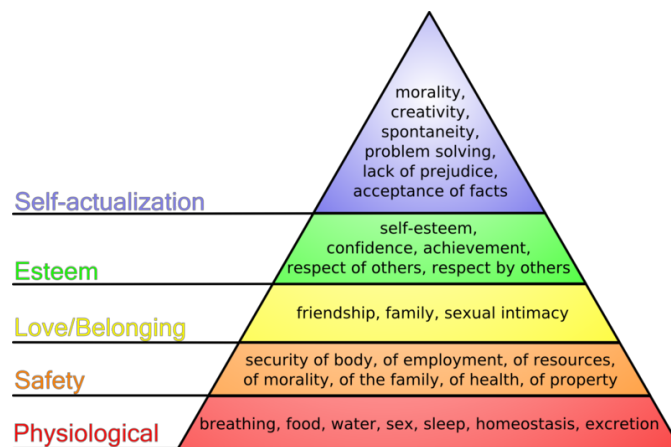 morality,
creativity,
spontaneity,
problem solving,
lack of prejudice,
acceptance of facts
Self-actualization
self-esteem,
confidence, achievement,
respect of others, respect by others
Esteem
friendship, family, sexual intimacy
Love/Belonging
security of body, of employment, of resources,
of morality, of the family, of health, of property
Safety
breathing, food, water, sex, sleep, homeostasis, excretion
Physiological